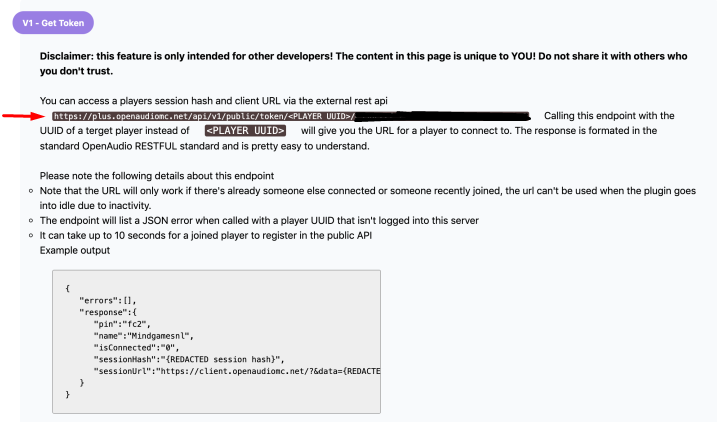 V1 - Get Token
Disclaimer: this feature is only intended for other developers! The content in this page is unique to YOU! Do not share it with others who
you don't trust.
You can access a players session hash and client URL via the external rest api
https://plus.openaudiomc.net/api/v1/public/token/<PLAYER UUID>/ Calling this endpoint with the
UUID of a terget player instead of <PLAYER UUID> will give you the URL for a player to connect to. The response is formated in the
standard OpenAudio RESTFUL standard and is pretty easy to understand.
Please note the following details about this endpoint
Note that the URL will only work if there's already someone else connected or someone recently joined, the url can't be used when the plugin goes
into idle due to inactivity.
The endpoint will list a JSON error when called with a player UUID that isn't logged into this server
It can take up to 10 seconds for a joined player to register in the public API
Example output
{
"errors":[],
"response":{
"pin":"fc2",
"name":"Mindgamesnl",
"isConnected":"0",
"sessionHash":"{REDACTED session hash}",
"sessionUrl":"https://client.openaudiomc.net/?&data={REDACTE
}
}